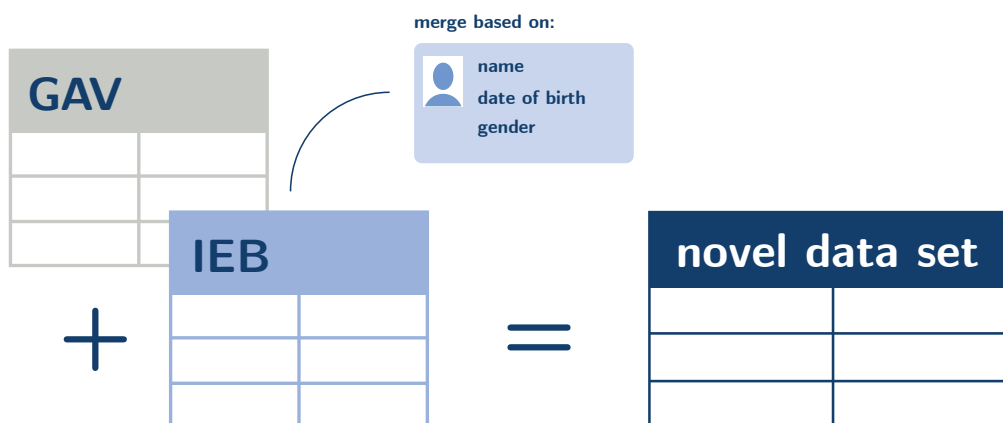 merge based on:
name
date of birth
gender
GAV
IEB
novel data set